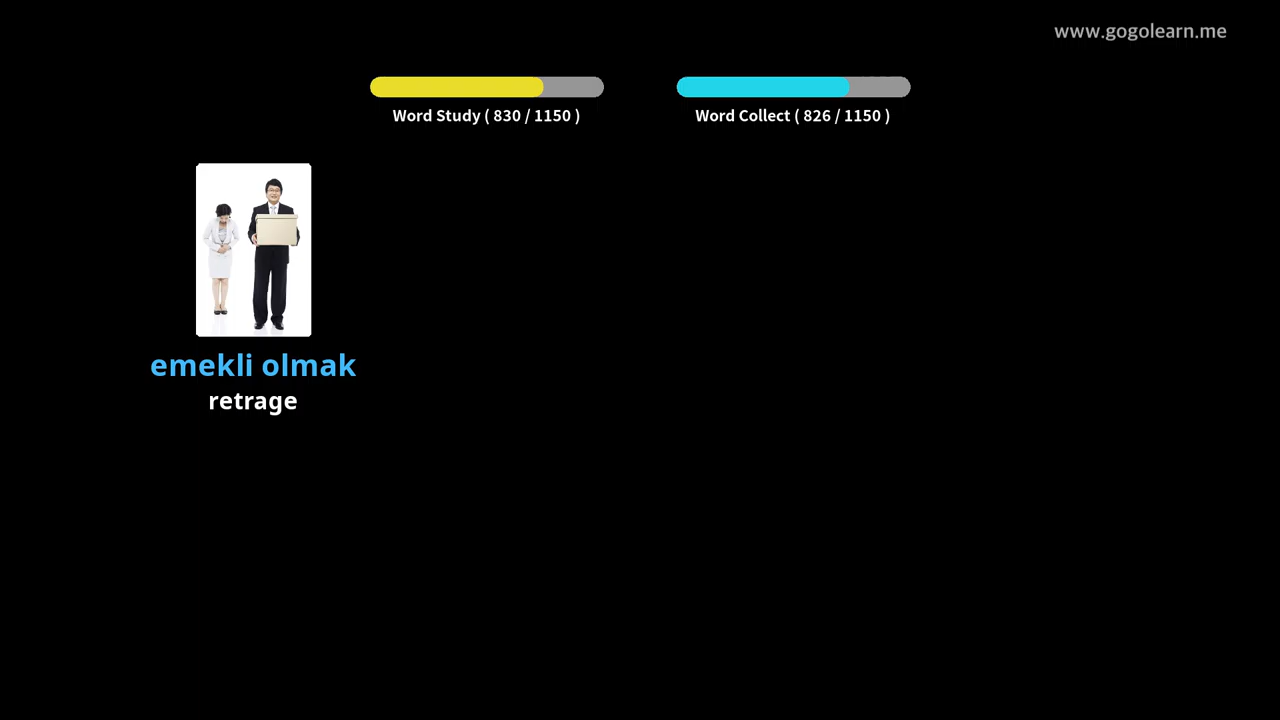 www.gogolearn.me
Word Study ( 830 / 1150 )
Word Collect ( 826 / 1150 )
emekli olmak
retrage